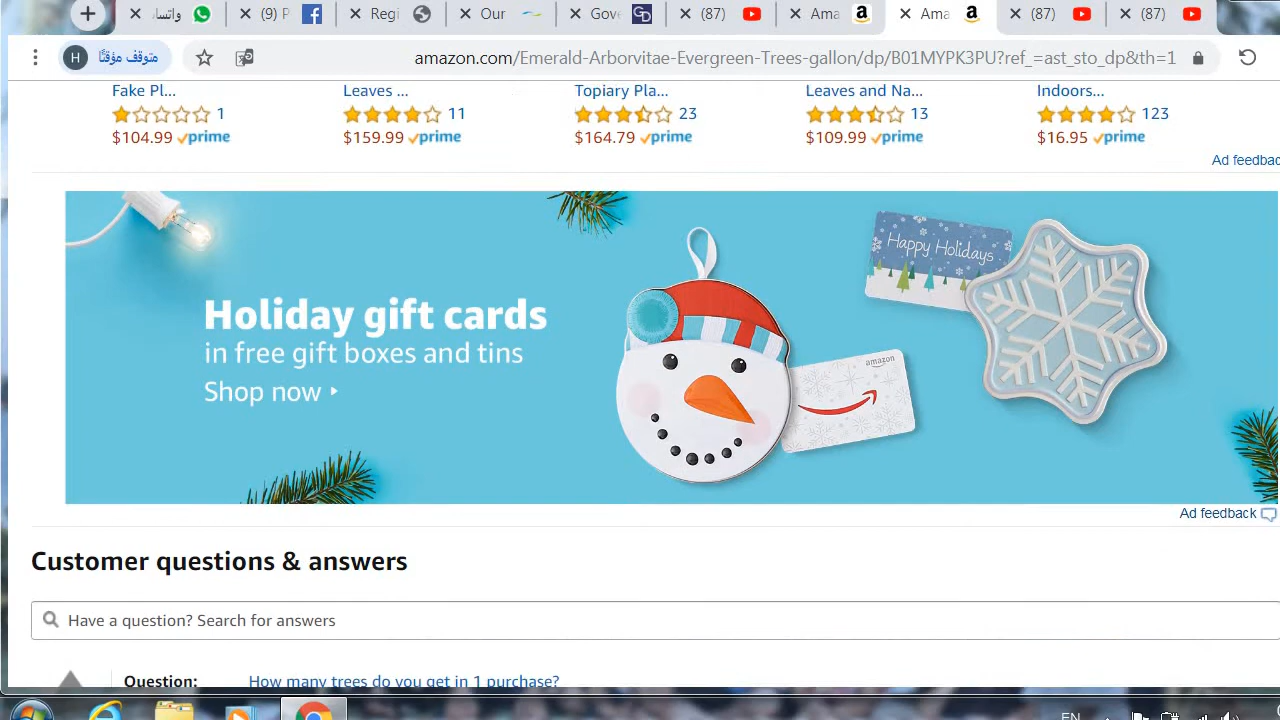 واتسا
(9) P
Regi
Our
Gove
(87)
Ama
Ama
(87)
(87)
H متوقف مؤقتًا
amazon.com/Emerald-Arborvitae-Evergreen-Trees-gallon/dp/B01MYPK3PU?ref_=ast_sto_dp&th=1
Fake Pl... Leaves ... Topiary Pla... Leaves and Na... Indoors...
1 11 23 13 123
$104.99 prime $159.99 prime $164.79 prime $109.99 prime $16.95 prime
Ad feedbac
Happy Holidays
Holiday gift cards
in free gift boxes and tins
Shop now
amazon
Ad feedback
Customer questions & answers
Have a question? Search for answers
Question: How many trees do you get in 1 purchase?
EN